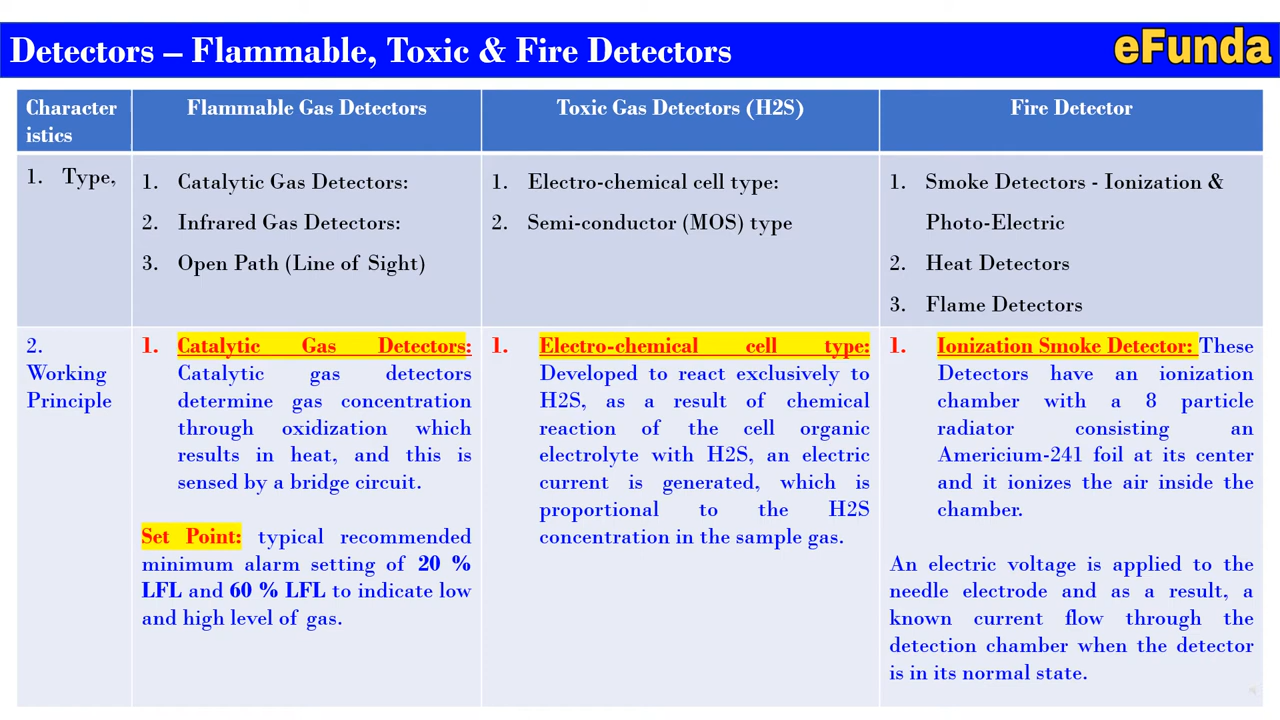 Detectors – Flammable, Toxic & Fire Detectors
eFunda
Character
istics
Flammable Gas Detectors
Toxic Gas Detectors (H2S)
Fire Detector
1. Type,
1. Catalytic Gas Detectors:
2. Infrared Gas Detectors:
3. Open Path (Line of Sight)
1. Electro-chemical cell type:
2. Semi-conductor (MOS) type
1. Smoke Detectors - Ionization &
Photo-Electric
2. Heat Detectors
3. Flame Detectors
2.
Working
Principle
1. Catalytic Gas Detectors:
Catalytic gas detectors
determine gas concentration
through oxidization which
results in heat, and this is
sensed by a bridge circuit.
Set Point: typical recommended
minimum alarm setting of 20 %
LFL and 60 % LFL to indicate low
and high level of gas.
1. Electro-chemical cell type:
Developed to react exclusively to
H2S, as a result of chemical
reaction of the cell organic
electrolyte with H2S, an electric
current is generated, which is
proportional to the H2S
concentration in the sample gas.
1. Ionization Smoke Detector: These
Detectors have an ionization
chamber with a 8 particle
radiator consisting an
Americium-241 foil at its center
and it ionizes the air inside the
chamber.
An electric voltage is applied to the
needle electrode and as a result, a
known current flow through the
detection chamber when the detector
is in its normal state.